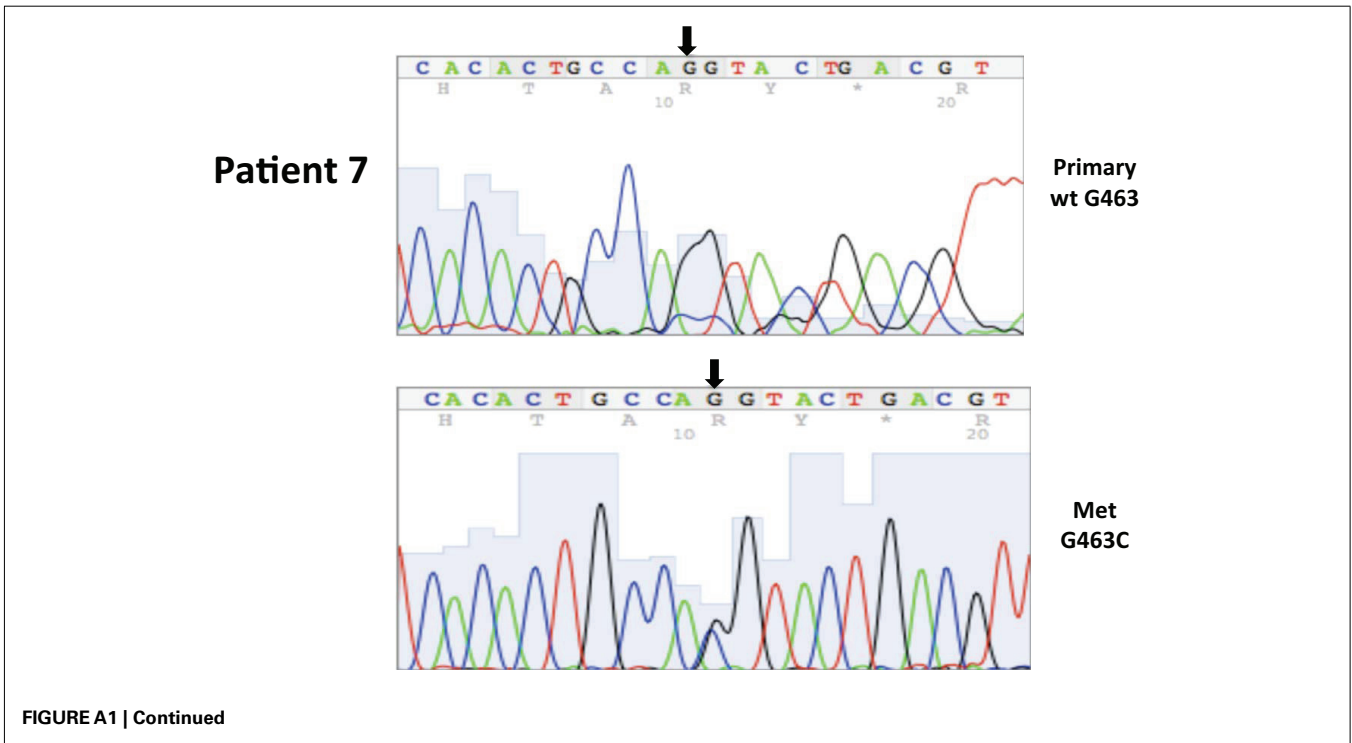 C A C A C T G C C A G G T A C T G A C G T
H T A R Y * R
10 20
Patient 7
Primary
wt G463
C A C A C T G C C A G G T A C T G A C G T
H T A R Y * R
10 20
Met
G463C
FIGURE A1 | Continued